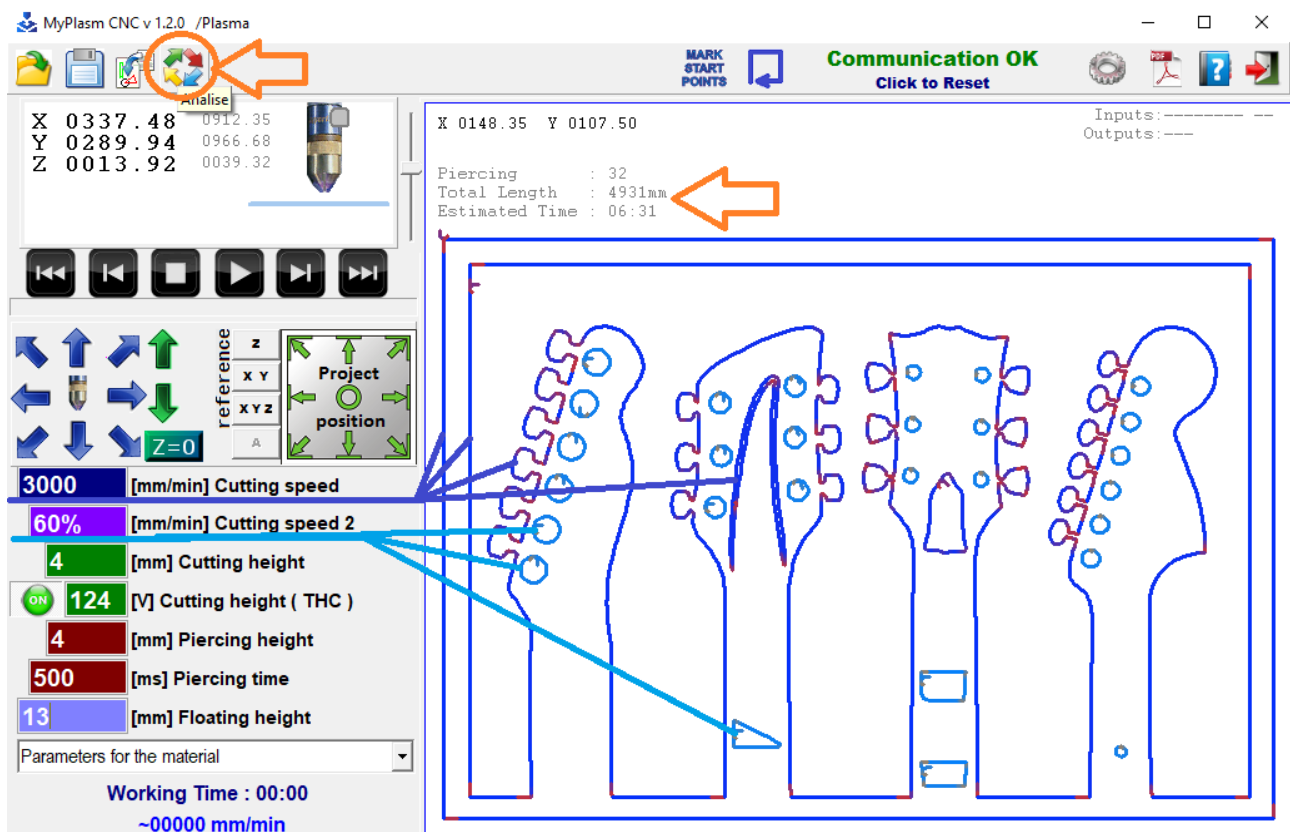 MyPlasm CNC v 1.2.0 /Plasma
MARK
START
POINTS
Communication OK
Click to Reset
PDF
?
Analise
X 0337.48 0912.35
Y 0289.94 0966.68
Z 0013.92 0039.32
X 0148.35 Y 0107.50
Inputs:-------- --
Outputs:---
Piercing : 32
Total Length : 4931mm
Estimated Time : 06:31
reference
Z
X Y
X Y Z
A
Project
position
Z=0
3000 [mm/min] Cutting speed
60% [mm/min] Cutting speed 2
4 [mm] Cutting height
ON 124 [V] Cutting height ( THC )
4 [mm] Piercing height
500 [ms] Piercing time
13 [mm] Floating height
Parameters for the material
Working Time : 00:00
~00000 mm/min